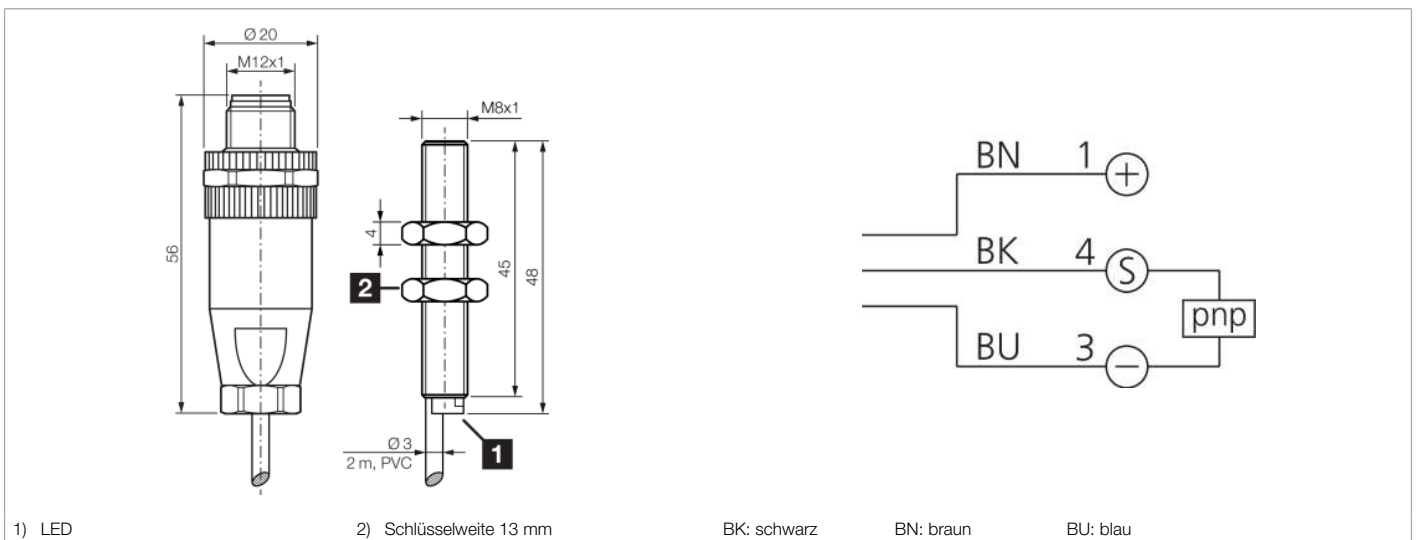 Ø 20
M12x1
56
M8x1
4
2
45
48
Ø 3
2 m, PVC
1
BN 1 +
BK 4 S
pnp
BU 3 −
1) LED
2) Schlüsselweite 13 mm
BK: schwarz
BN: braun
BU: blau